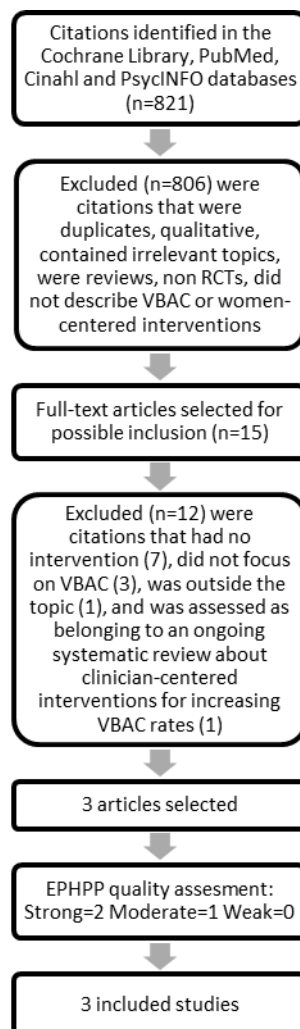 Citations identified in the
Cochrane Library, PubMed,
Cinahl and PsycINFO databases
(n=821)
Excluded (n=806) were
citations that were
duplicates, qualitative,
contained irrelevant topics,
were reviews, non RCTs, did
not describe VBAC or women-
centered interventions
Full-text articles selected for
possible inclusion (n=15)
Excluded (n=12) were
citations that had no
intervention (7), did not focus
on VBAC (3), was outside the
topic (1), and was assessed as
belonging to an ongoing
systematic review about
clinician-centered
interventions for increasing
VBAC rates (1)
3 articles selected
EPHPP quality assesment:
Strong=2 Moderate=1 Weak=0
3 included studies